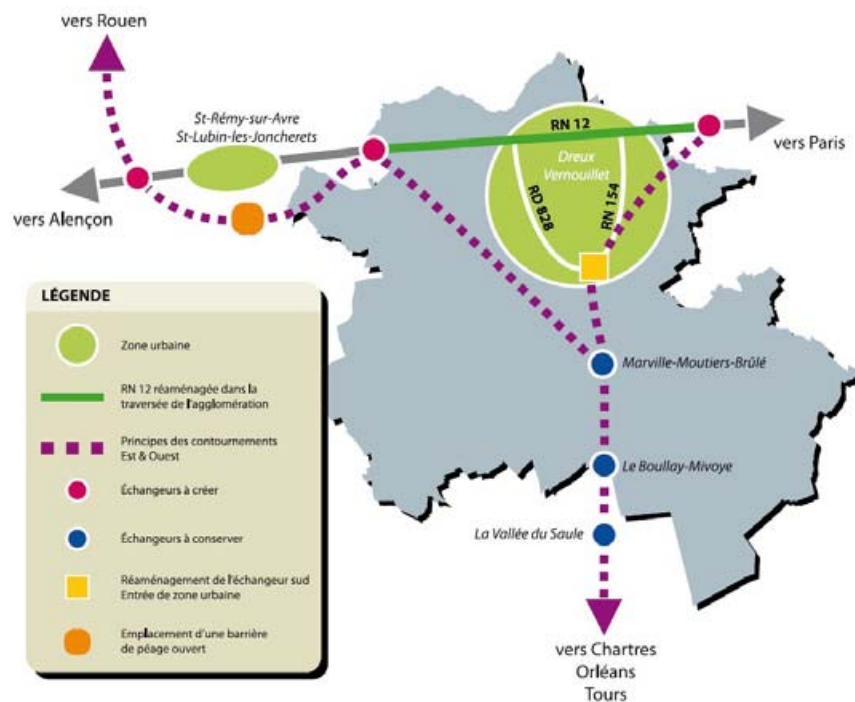 vers Rouen
St-Rémy-sur-Avre
St-Lubin-les-Joncherets
RN 12
vers Paris
Dreux
Vernouillet
vers Alençon
RD 828
RN 154
LÉGENDE
Zone urbaine
RN 12 réaménagée dans la
traversée de l'agglomération
Principes des contournements
Est & Ouest
Échangeurs à créer
Échangeurs à conserver
Réaménagement de l'échangeur sud
Entrée de zone urbaine
Emplacement d'une barrière
de péage ouvert
Marville-Moutiers-Brûlé
Le Boullay-Mivoye
La Vallée du Saule
vers Chartres
Orléans
Tours